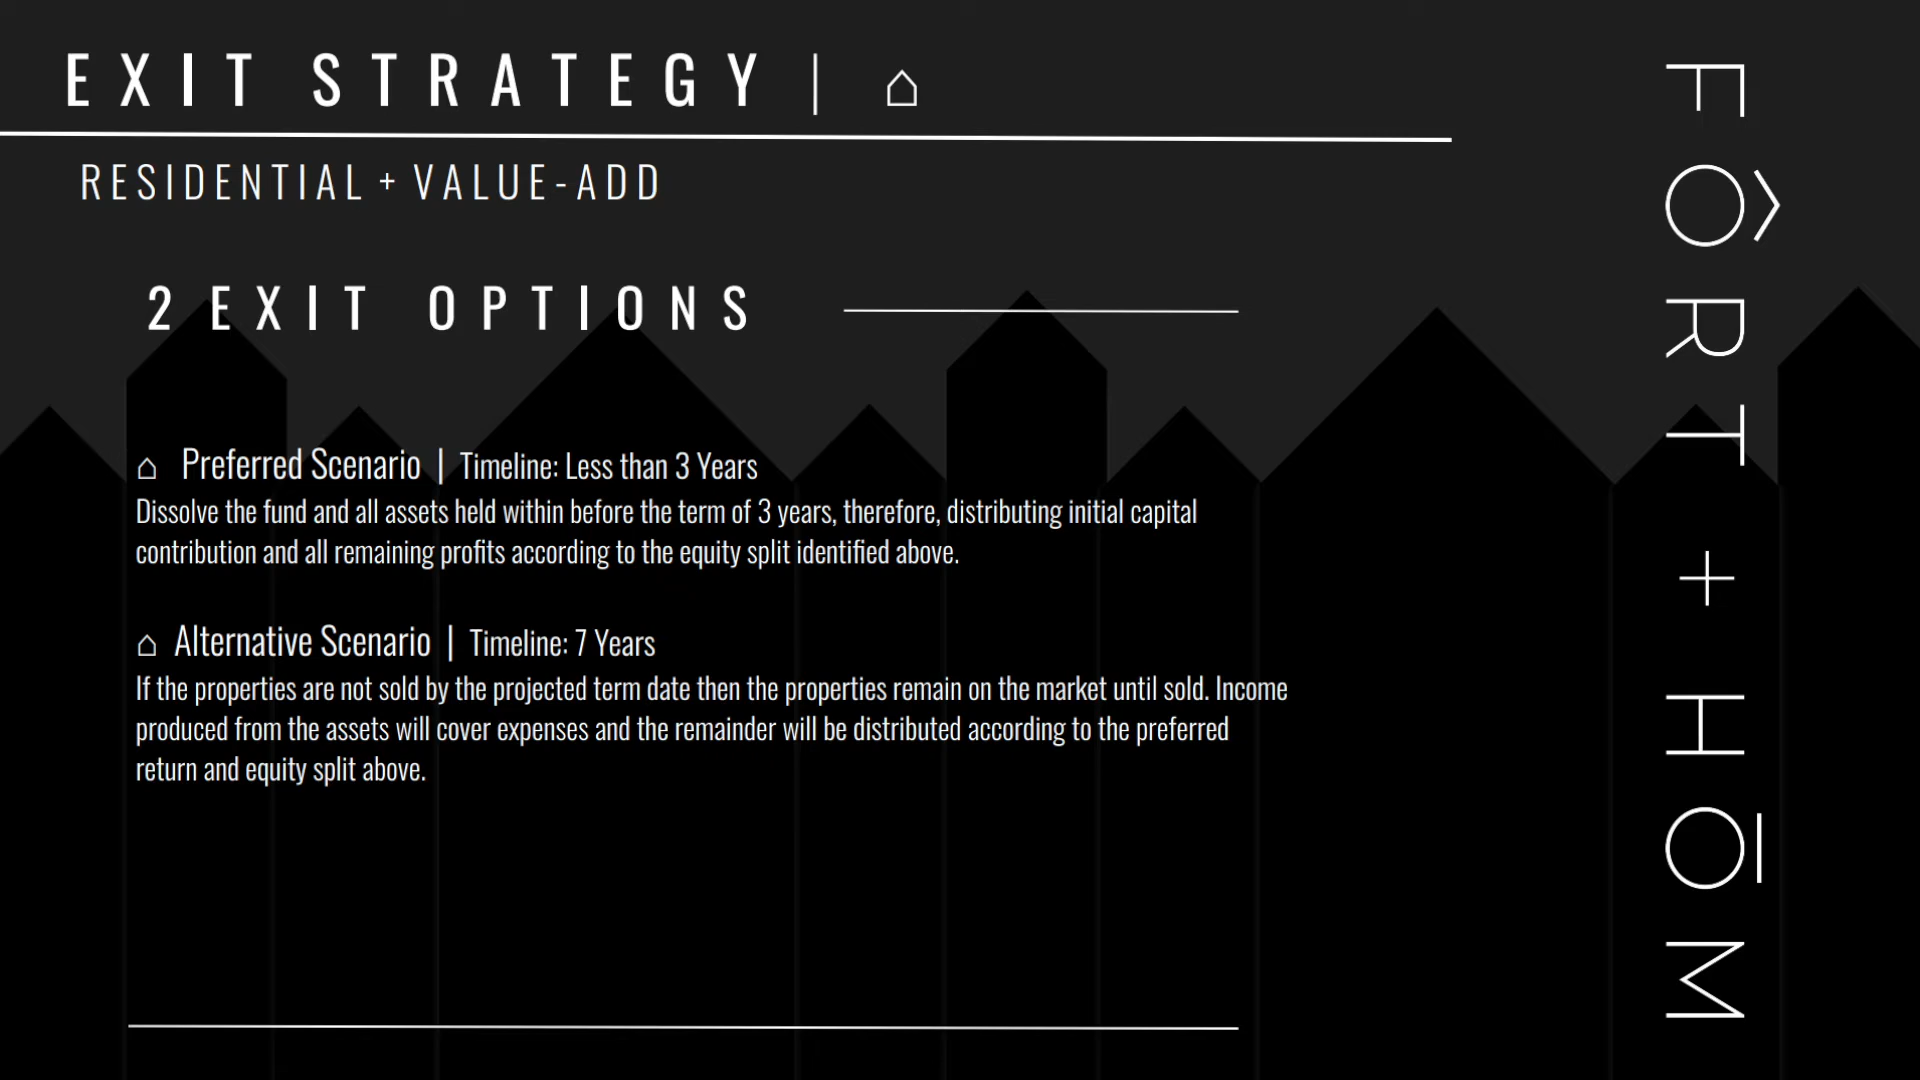 EXIT STRATEGY | ⌂
RESIDENTIAL + VALUE-ADD
2 EXIT OPTIONS
⌂ Preferred Scenario | Timeline: Less than 3 Years
Dissolve the fund and all assets held within before the term of 3 years, therefore, distributing initial capital
contribution and all remaining profits according to the equity split identified above.
⌂ Alternative Scenario | Timeline: 7 Years
If the properties are not sold by the projected term date then the properties remain on the market until sold. Income
produced from the assets will cover expenses and the remainder will be distributed according to the preferred
return and equity split above.
FÔRT + HŌM